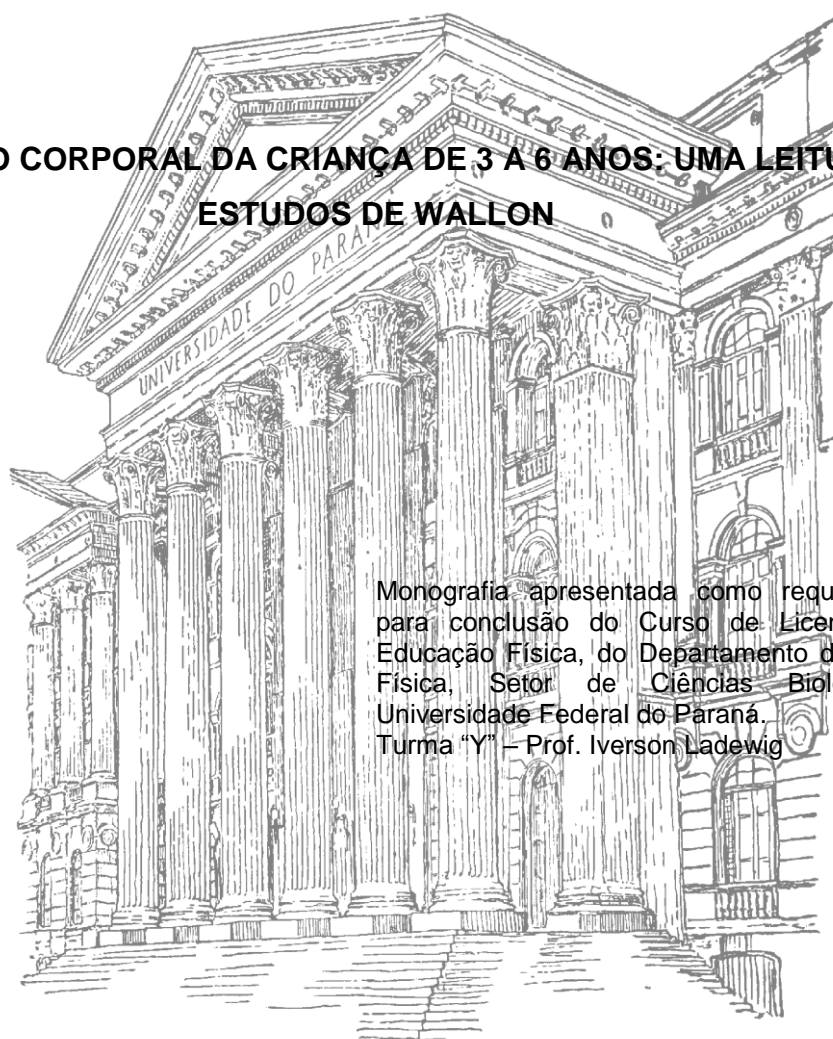 O CORPORAL DA CRIANÇA DE 3 A 6 ANOS: UMA LEITU
ESTUDOS DE WALLON
UNIVERSIDADE DO PARANÁ
Monografia apresentada como requ
para conclusão do Curso de Licen
Educação Física, do Departamento d
Física, Setor de Ciências Biol
Universidade Federal do Paraná.
Turma “Y” – Prof. Iverson Ladewig